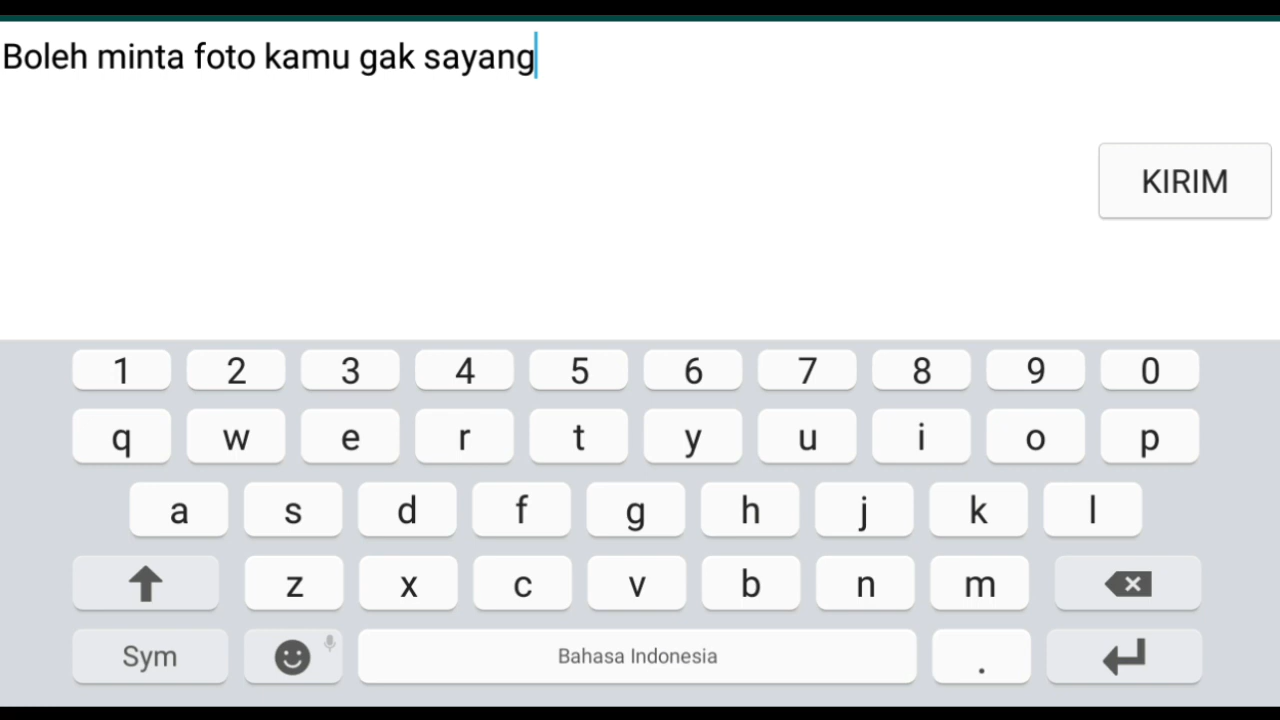 Boleh minta foto kamu gak sayang
KIRIM
1 2 3 4 5 6 7 8 9 0
q w e r t y u i o p
a s d f g h j k l
z x c v b n m
Sym Bahasa Indonesia .